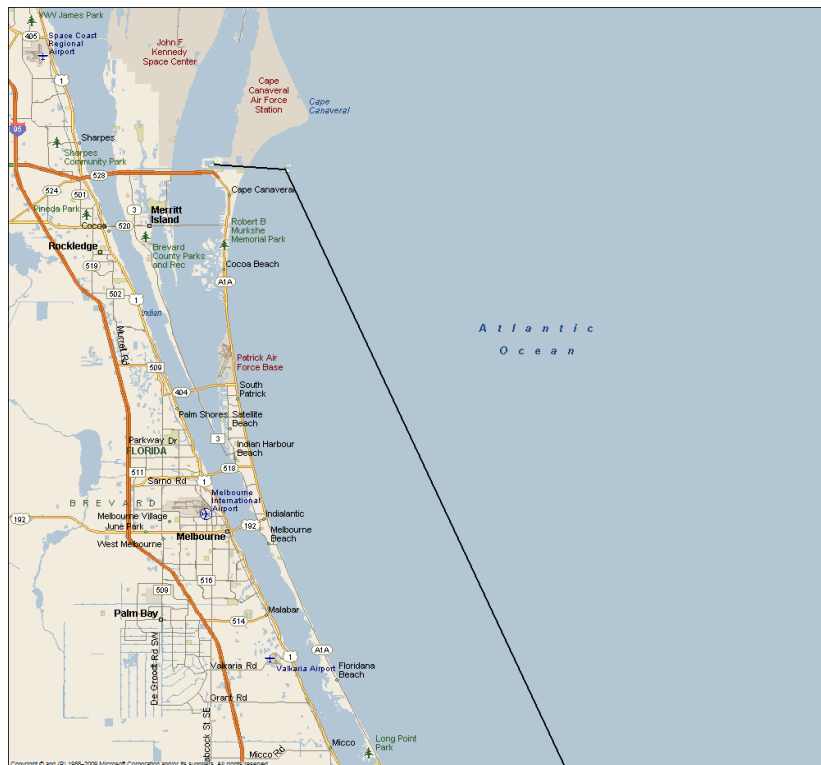 WW James Park
Space Coast
Regional
Airport
405
1
John F
Kennedy
Space Center
Cape
Canaveral
Air Force
Station
Cape
Canaveral
95
Sharpes
Sharpes
Community Park
528
524
501
Cape Canaveral
Pineda Park
3
Merritt
Island
Cocoa
520
Robert B
Murkshe
Memorial Park
Rockledge
Brevard
County Parks
and Rec
519
Cocoa Beach
A1A
502
1
Indian
Murrell Rd
Atlantic
Ocean
Patrick Air
Force Base
509
404
South
Patrick
Palm Shores
Satellite
Beach
3
Parkway Dr
FLORIDA
Indian Harbour
Beach
511
518
Sarno Rd
1
Melbourne
International
Airport
BREVARD
192
Melbourne Village
Indialantic
June Park
192
Melbourne
Melbourne
Beach
West Melbourne
516
509
Palm Bay
Malabar
514
De Groodt Rd SW
A1A
1
Valkaria Rd
Valkaria Airport
Floridana
Beach
Grant Rd
Babcock St SE
Micco Rd
Micco
Long Point
Park